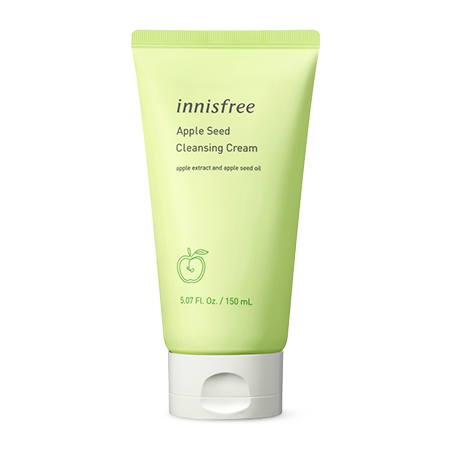 innisfree
Apple Seed
Cleansing Cream
apple extract and apple seed oil
5.07 Fl. Oz. / 150 mL